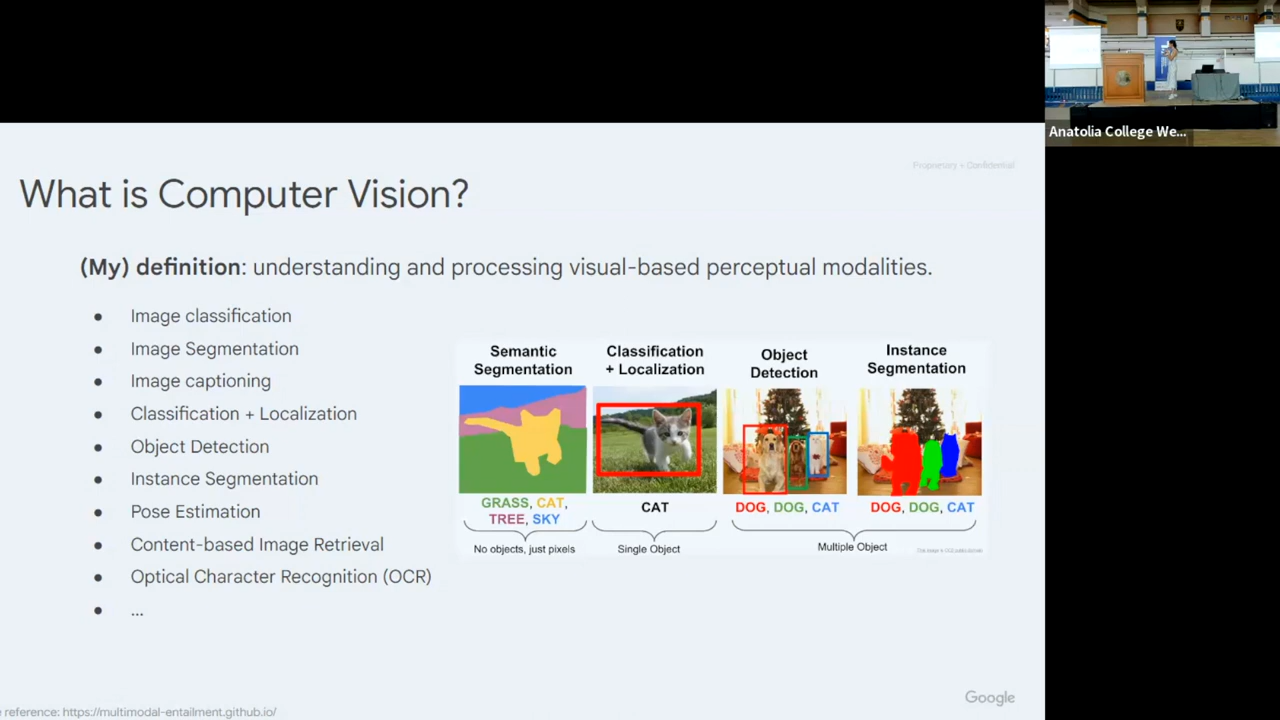 Anatolia College We...
Proprietary + Confidential
What is Computer Vision?
(My) definition: understanding and processing visual-based perceptual modalities.
● Image classification
● Image Segmentation
● Image captioning
● Classification + Localization
● Object Detection
● Instance Segmentation
● Pose Estimation
● Content-based Image Retrieval
● Optical Character Recognition (OCR)
● ...
Semantic
Segmentation
GRASS, CAT,
TREE, SKY
No objects, just pixels
Classification
+ Localization
CAT
Single Object
Object
Detection
DOG, DOG, CAT
Instance
Segmentation
DOG, DOG, CAT
Multiple Object
reference: https://multimodal-entailment.github.io/
Google